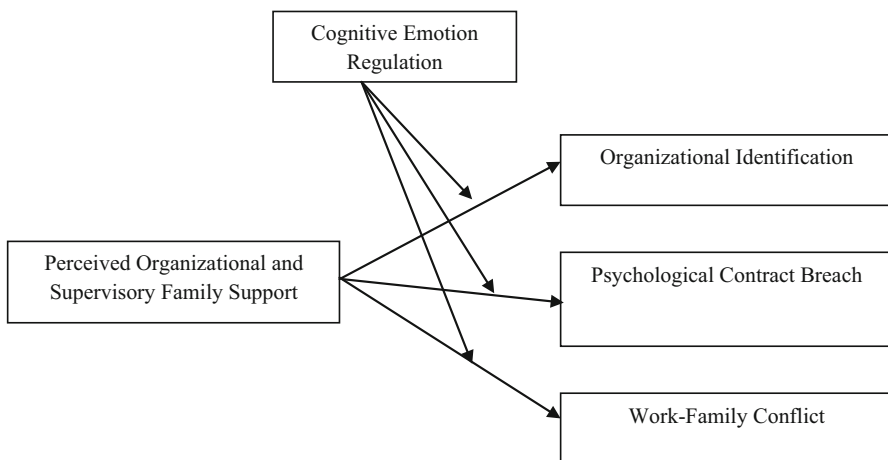 Cognitive Emotion
Regulation
Organizational Identification
Perceived Organizational and
Supervisory Family Support
Psychological Contract Breach
Work-Family Conflict